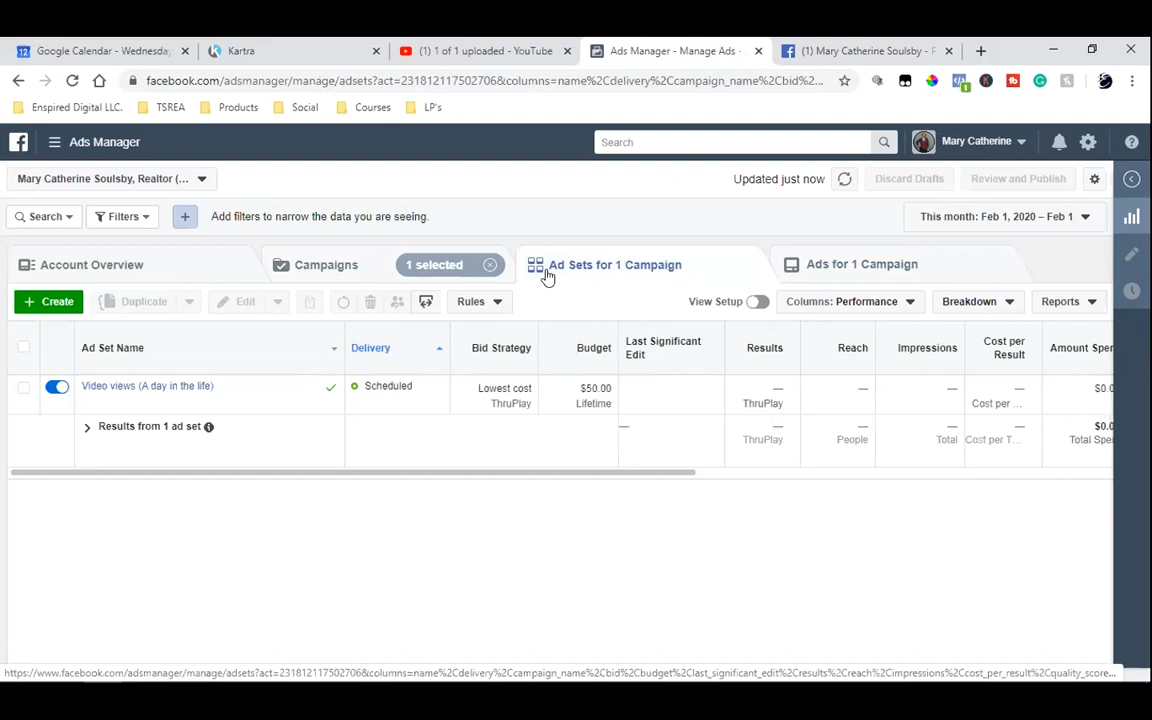 Google Calendar - Wednesday
Kartra
(1) 1 of 1 uploaded - YouTube
Ads Manager - Manage Ads -
(1) Mary Catherine Soulsby - F
facebook.com/adsmanager/manage/adsets?act=2318121175027​06&columns=name%2Cdelivery%2Ccampaign_name%2Cbid%2...
Enspired Digital LLC.
TSREA
Products
Social
Courses
LP's
Ads Manager
Search
Mary Catherine
Mary Catherine Soulsby, Realtor (...
Updated just now
Discard Drafts
Review and Publish
Search
Filters
Add filters to narrow the data you are seeing.
This month: Feb 1, 2020 – Feb 1
Account Overview
Campaigns
1 selected
Ad Sets for 1 Campaign
Ads for 1 Campaign
+ Create
Duplicate
Edit
Rules
View Setup
Columns: Performance
Breakdown
Reports
Ad Set Name
Delivery
Bid Strategy
Budget
Last Significant
Edit
Results
Reach
Impressions
Cost per
Result
Amount Spen
Video views (A day in the life)
Scheduled
Lowest cost
ThruPlay
$50.00
Lifetime
—
ThruPlay
—
—
—
Cost per ...
$0.0
Results from 1 ad set
—
—
ThruPlay
—
People
—
Total
—
Cost per T...
$0.0
Total Spe
https://www.facebook.com/adsmanager/manage/adsets?act=231812117502706&columns=name%2Cdelivery%2Ccampaign_name%2Cbid%2Cbudget%2Clast_significant_edit%2Cresults%2Creach%2Cimpressions%2Ccost_per_result%2Cquality_score...